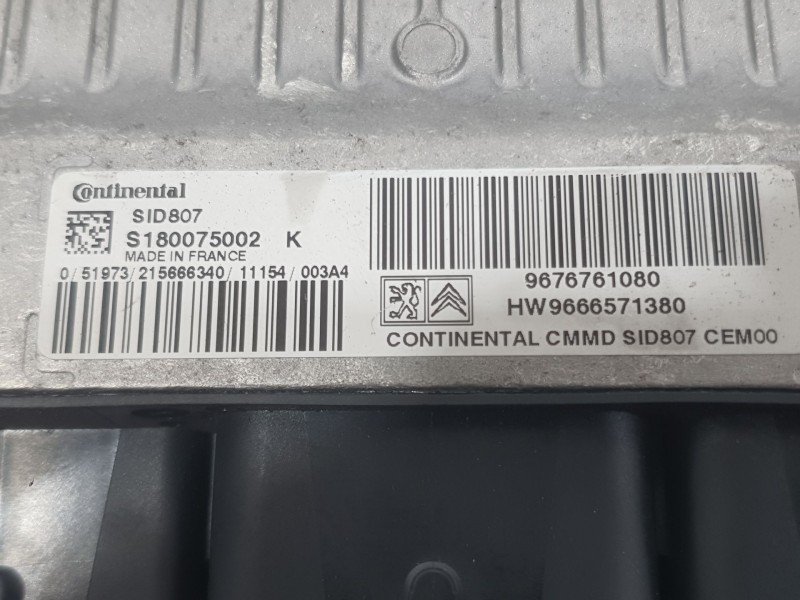 Continental
SID807
S180075002 K
MADE IN FRANCE
0/51973/215666340/11154/003A4
9676761080
HW9666571380
CONTINENTAL CMMD SID807 CEM00